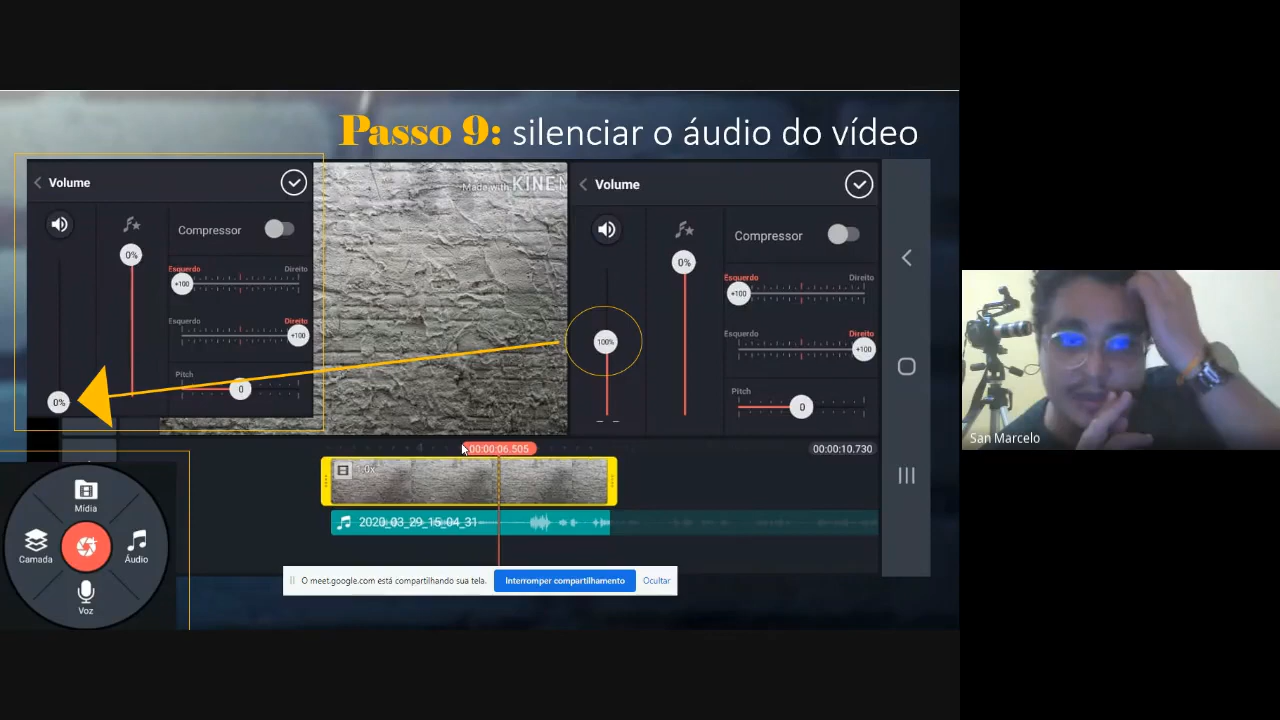 Passo 9: silenciar o áudio do vídeo
Volume
Compressor
0%
Esquerdo
Direito
+100
Esquerdo
Direito
+100
Pitch
0
0%
Made with KINEM
Volume
Compressor
0%
Esquerdo
Direito
+100
100%
Esquerdo
Direito
+100
Pitch
0
00:00:06.505
00:00:10.730
1.0x
2020_03_29_15_04_31
Mídia
Camada
Áudio
Voz
O meet.google.com está compartilhando sua tela.
Interromper compartilhamento
Ocultar
San Marcelo